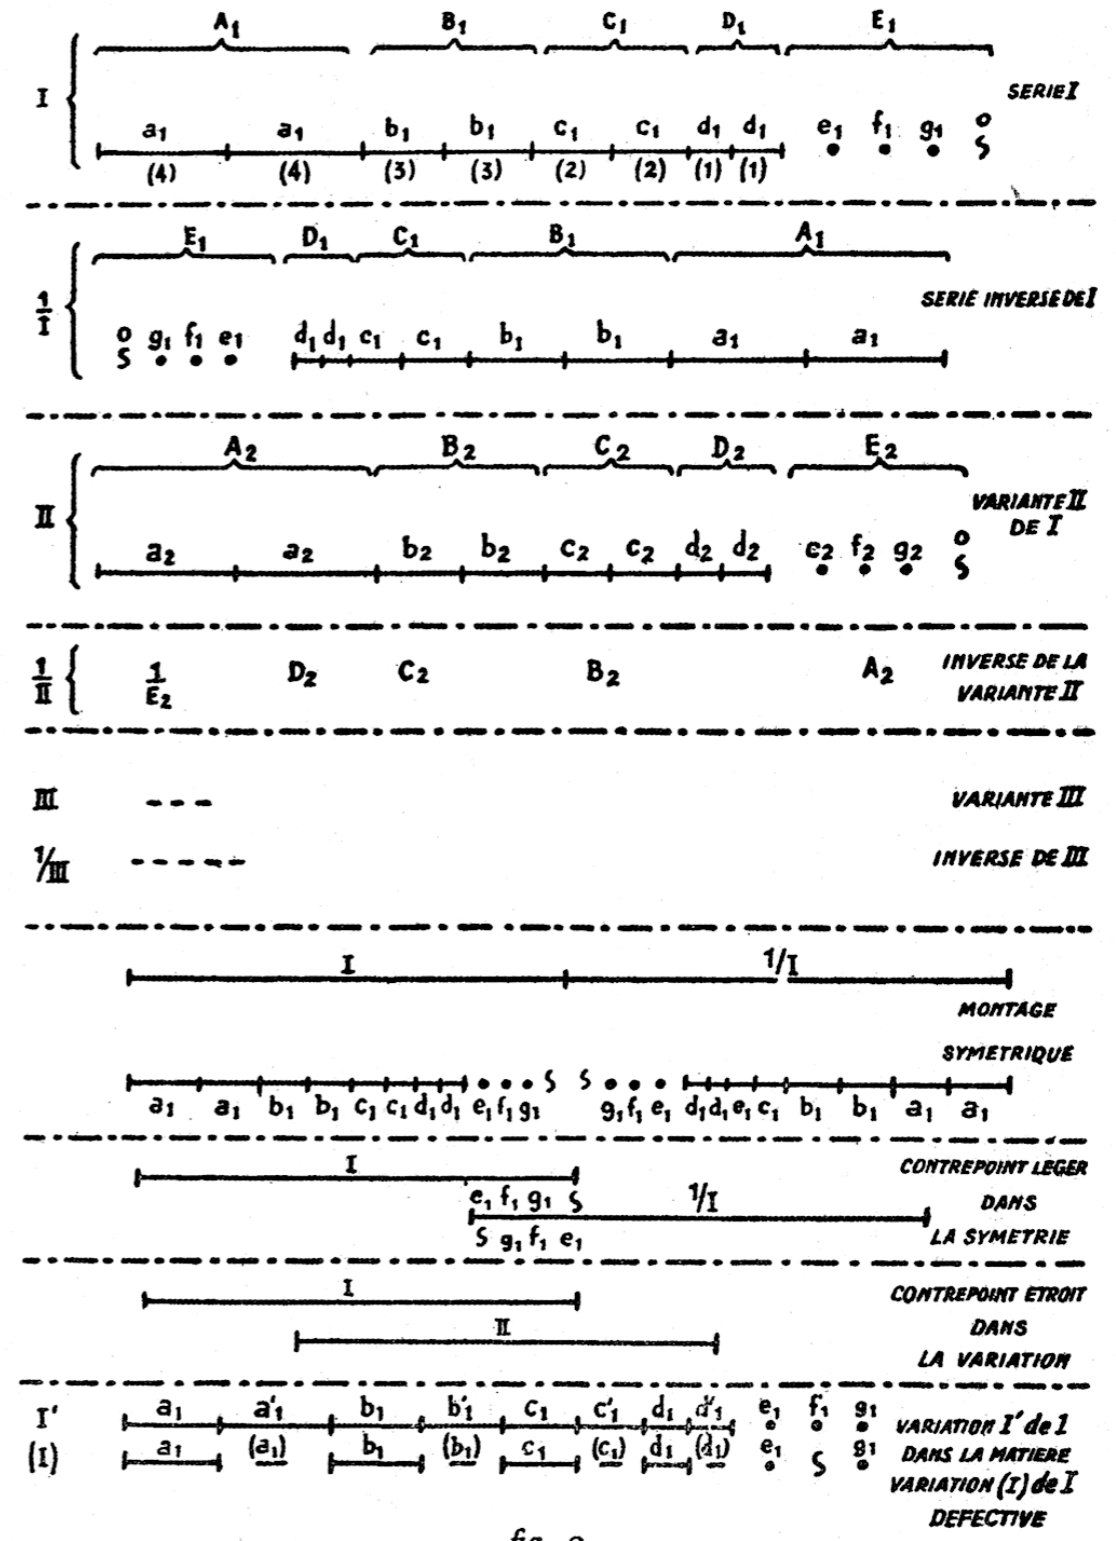 A₁ B₁ C₁ D₁ E₁
I SERIE I
a₁ a₁ b₁ b₁ c₁ c₁ d₁ d₁ e₁ f₁ g₁ O
(4) (4) (3) (3) (2) (2) (1) (1) S
E₁ D₁ C₁ B₁ A₁
1/I SERIE INVERSE DE I
O g₁ f₁ e₁ d₁ d₁ c₁ c₁ b₁ b₁ a₁ a₁
S
A₂ B₂ C₂ D₂ E₂
II VARIANTE II
DE I
a₂ a₂ b₂ b₂ c₂ c₂ d₂ d₂ e₂ f₂ g₂ O
S
1/II 1/E₂ D₂ C₂ B₂ A₂ INVERSE DE LA
VARIANTE II
III --- VARIANTE III
1/III ----- INVERSE DE III
I 1/I
MONTAGE
SYMETRIQUE
S S
a₁ a₁ b₁ b₁ c₁ c₁ d₁ d₁ e₁ f₁ g₁ g₁ f₁ e₁ d₁ d₁ e₁ c₁ b₁ b₁ a₁ a₁
I CONTREPOINT LEGER
e₁ f₁ g₁ S 1/I DANS
S g₁ f₁ e₁ LA SYMETRIE
I CONTREPOINT ETROIT
II DANS
LA VARIATION
I' a₁ a'₁ b₁ b'₁ c₁ c'₁ d₁ d'₁ e₁ f₁ g₁ VARIATION I' de I
(I) a₁ (a₁) b₁ (b₁) c₁ (c₁) d₁ (d₁) e₁ S g₁ DANS LA MATIERE
VARIATION (I) de I
DEFECTIVE